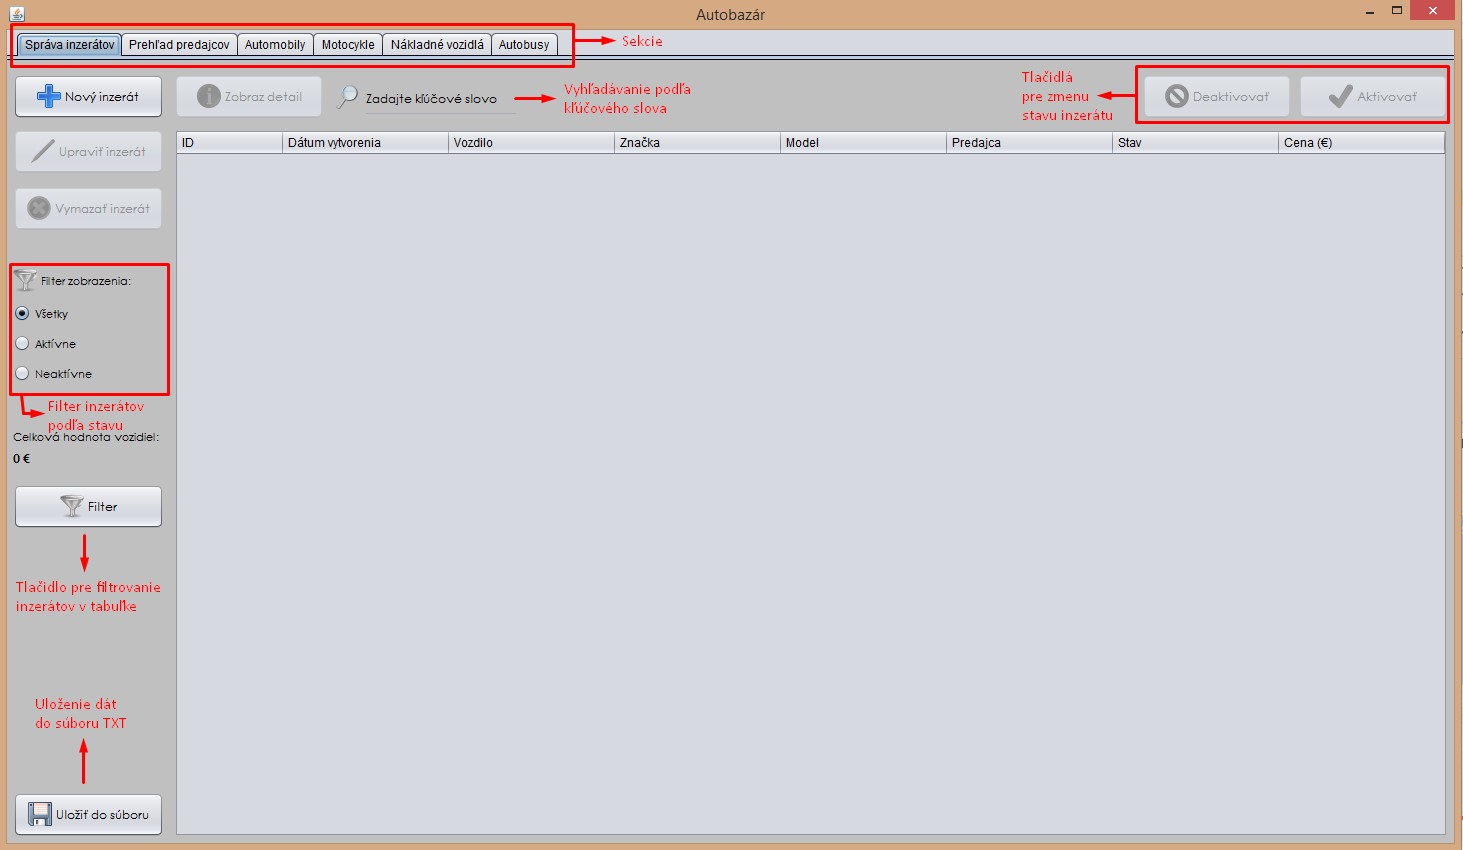 Autobazár
Správa inzerátov Prehľad predajcov Automobily Motocykle Nákladné vozidlá Autobusy
Sekcie
Nový inzerát
Zobraz detail
Zadajte kľúčové slovo
Vyhľadávanie podľa
kľúčového slova
Tlačidlá
pre zmenu
stavu inzerátu
Deaktivovať
Aktivovať
Upraviť inzerát
Vymazať inzerát
ID Dátum vytvorenia Vozdilo Značka Model Predajca Stav Cena (€)
Filter zobrazenia:
Všetky
Aktívne
Neaktívne
Filter inzerátov
podľa stavu
Celková hodnota vozidiel:
0 €
Filter
Tlačidlo pre filtrovanie
inzerátov v tabuľke
Uloženie dát
do súboru TXT
Uložiť do súboru